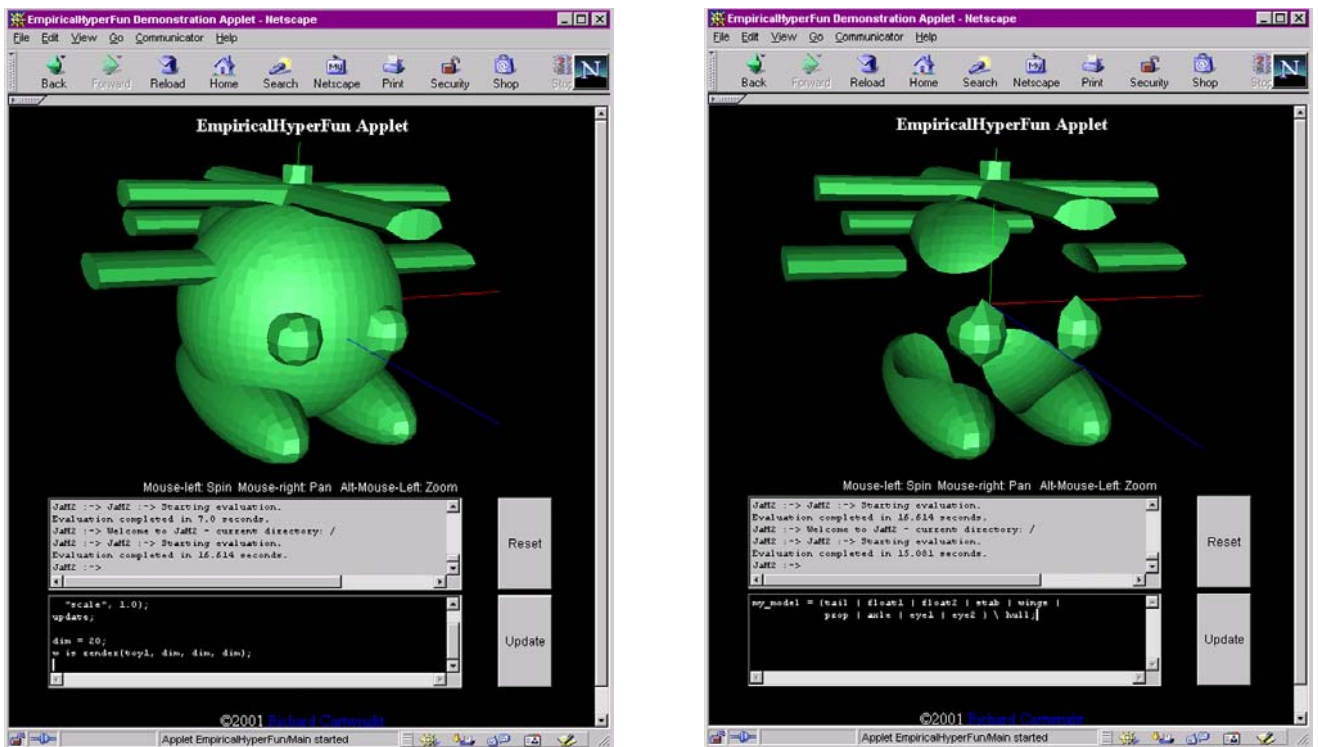 EmpiricalHyperFun Demonstration Applet - Netscape
File Edit View Go Communicator Help
Back Forward Reload Home Search Netscape Print Security Shop Stop
EmpiricalHyperFun Applet
Mouse-left: Spin Mouse-right: Pan Alt-Mouse-Left: Zoom
JaM2 :-> JaM2 :-> Starting evaluation.
Evaluation completed in 7.0 seconds.
JaM2 :-> Welcome to JaM2 - current directory: /
JaM2 :-> JaM2 :-> Starting evaluation.
Evaluation completed in 16.614 seconds.
JaM2 :->
Reset
"scale", 1.0);
update;
dim = 20;
w is render(toy1, dim, dim, dim);
Update
©2001 Richard Cartwright
Applet EmpiricalHyperFun/Main started
EmpiricalHyperFun Demonstration Applet - Netscape
File Edit View Go Communicator Help
Back Forward Reload Home Search Netscape Print Security Shop Stop
EmpiricalHyperFun Applet
Mouse-left: Spin Mouse-right: Pan Alt-Mouse-Left: Zoom
JaM2 :-> JaM2 :-> Starting evaluation.
Evaluation completed in 16.614 seconds.
JaM2 :-> Welcome to JaM2 - current directory: /
JaM2 :-> JaM2 :-> Starting evaluation.
Evaluation completed in 15.081 seconds.
JaM2 :->
Reset
my_model = (tail | float1 | float2 | stab | wings |
prop | axle | eye1 | eye2 ) \ hull;
Update
©2001 Richard Cartwright
Applet EmpiricalHyperFun/Main started